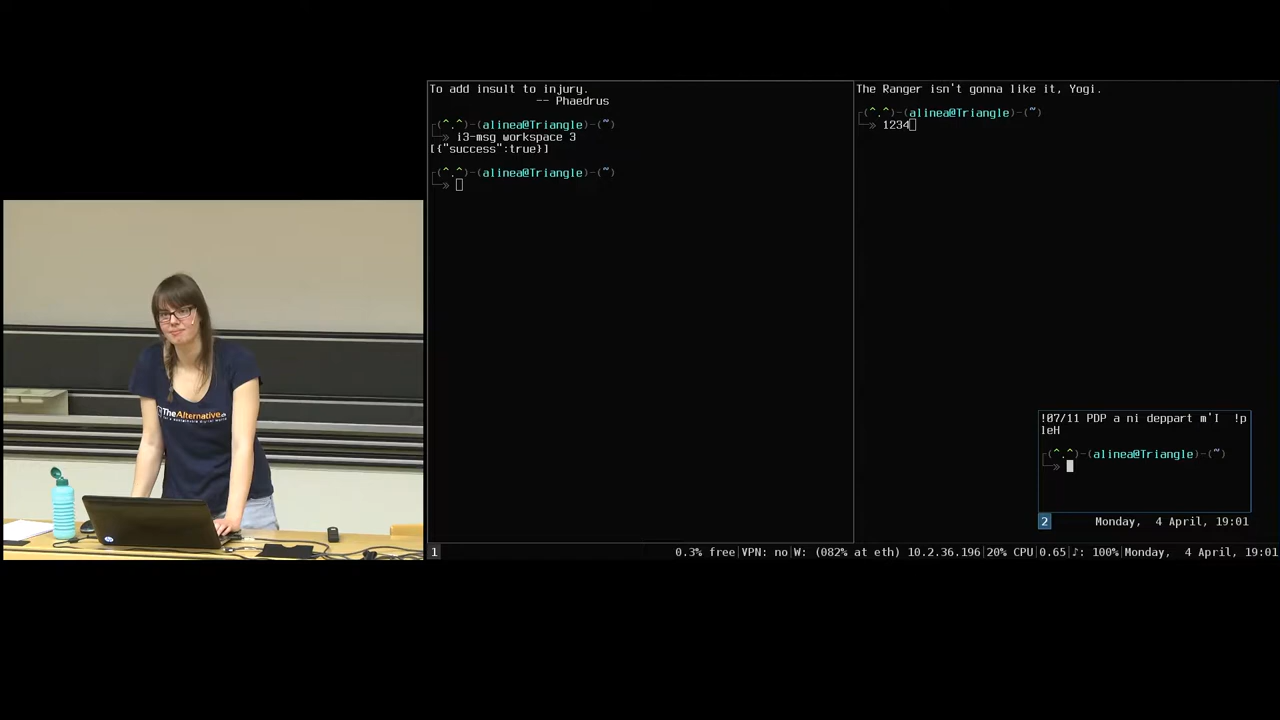 To add insult to injury.
-- Phaedrus
┌(^.^)-(alinea@Triangle)-(~)
└─» i3-msg workspace 3
[{"success":true}]
┌(^.^)-(alinea@Triangle)-(~)
└─»
The Ranger isn't gonna like it, Yogi.
┌(^.^)-(alinea@Triangle)-(~)
└─» 1234
!07/11 PDP a ni deppart m'I  !p
leH
┌(^.^)-(alinea@Triangle)-(~)
└─»
2 Monday,  4 April, 19:01
1 0.3% free|VPN: no|W: (082% at eth) 10.2.36.196|20% CPU|0.65|♪: 100%|Monday,  4 April, 19:01
TheAlternative